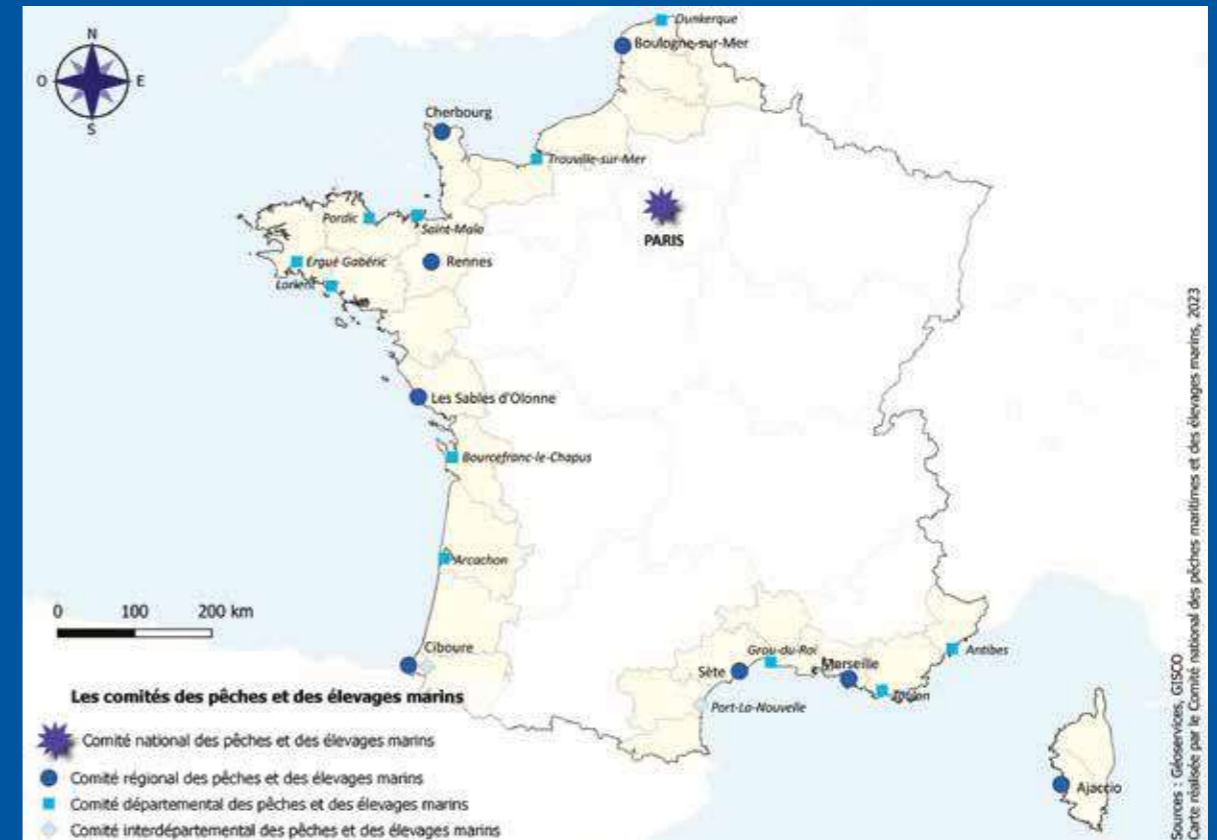 N
O
E
S
Dunkerque
Boulogne-sur-Mer
Cherbourg
Trouville-sur-Mer
PARIS
Pordic
Saint-Malo
Ergué Gabéric
Rennes
Lorient
Les Sables d'Olonne
Bourcefranc-le-Chapus
Arcachon
0 100 200 km
Ciboure
Grau-du-Roi
Sète
Marseille
Antibes
Toulon
Port-La-Nouvelle
Ajaccio
Les comités des pêches et des élevages marins
Comité national des pêches et des élevages marins
Comité régional des pêches et des élevages marins
Comité départemental des pêches et des élevages marins
Comité interdépartemental des pêches et des élevages marins
Sources : Géoservices, GISCO
Carte réalisée par le Comité national des pêches maritimes et des élevages marins, 2023